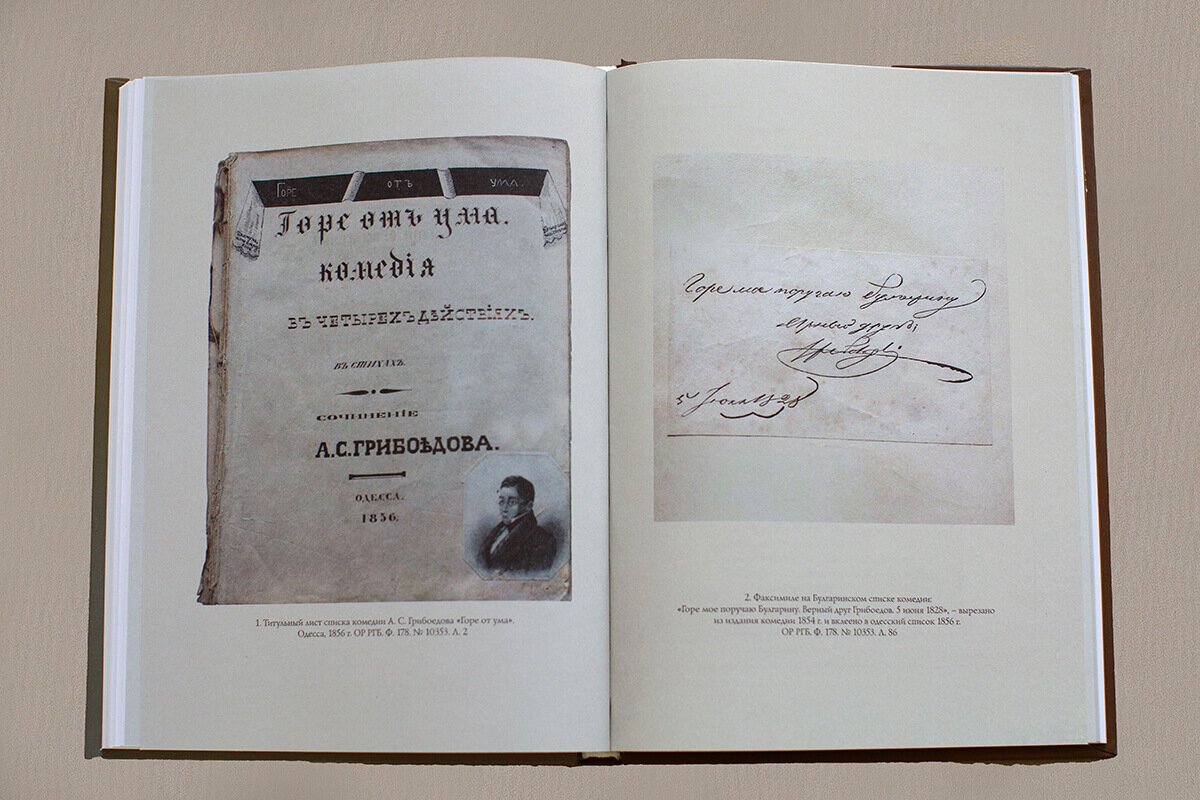 Горе отъ ума.
Горе отъ ума.
комедія
ВЪ ЧЕТЫРЕХЪ ДѢЙСТВІЯХЪ.
ВЪ СТИХАХЪ.
СОЧИНЕНІЕ
А.С.ГРИБОѢДОВА.
ОДЕССА.
1856.
1. Титульный лист списка комедии А. С. Грибоедова «Горе от ума».
Одесса, 1856 г. ОР РГБ. Ф. 178. № 10353. Л. 2
Горе мое поручаю Булгарину
Верный другъ
Грибоедов
5 Июня 1828
2. Факсимиле на Булгаринском списке комедии:
«Горе мое поручаю Булгарину. Верный друг Грибоедов. 5 июня 1828», – вырезано
из издания комедии 1854 г. и вклеено в одесский список 1856 г.
ОР РГБ. Ф. 178. № 10353. Л. 86